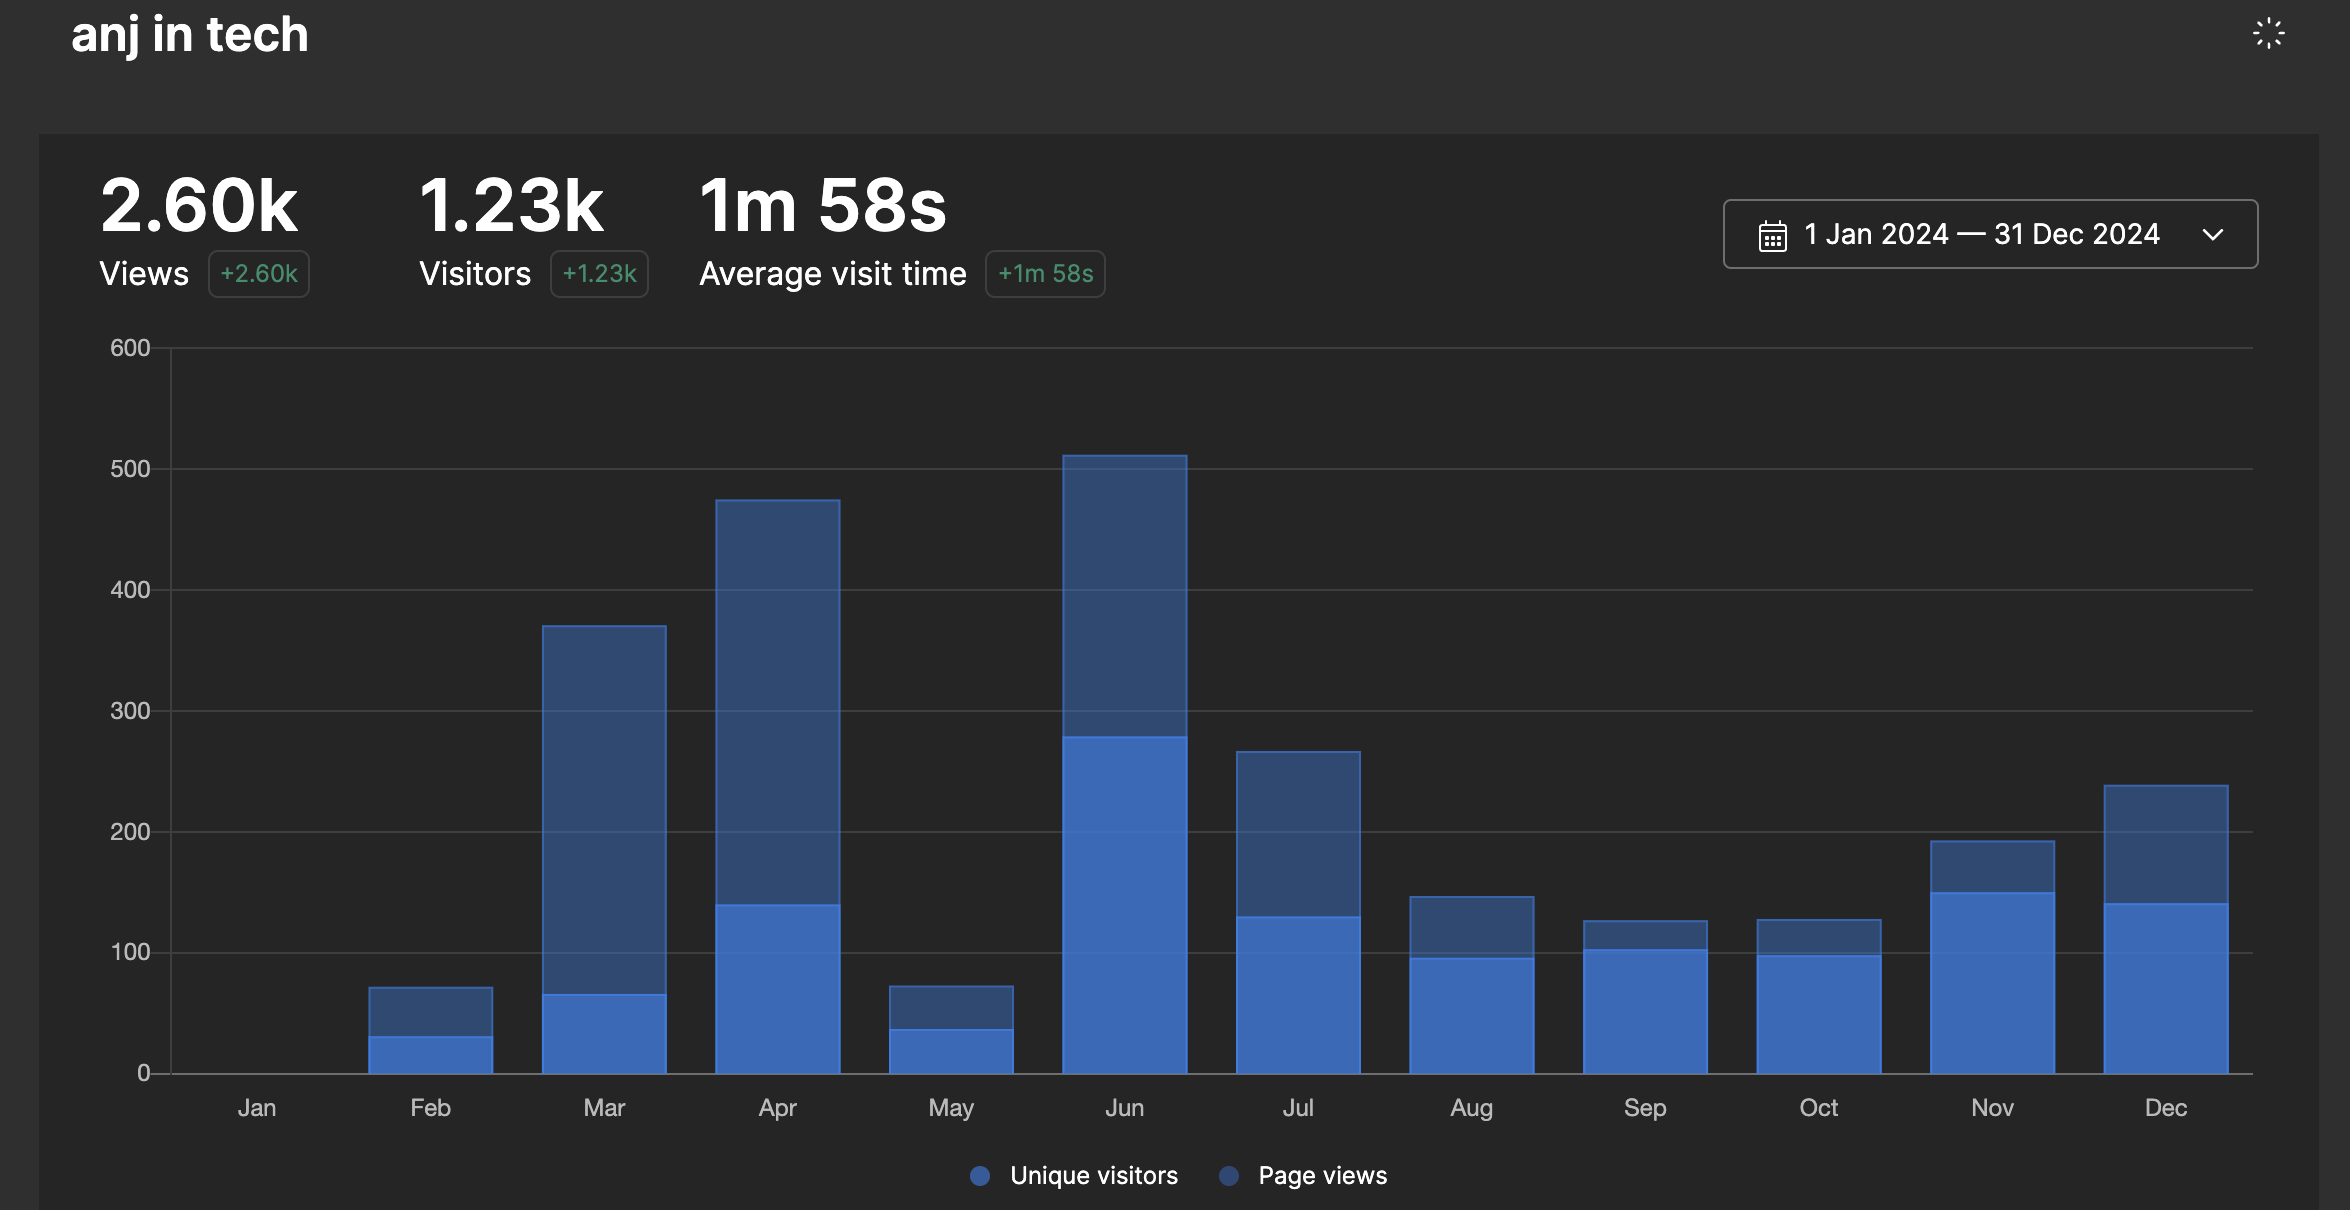 anj in tech
2.60k 1.23k 1m 58s
Views +2.60k Visitors +1.23k Average visit time +1m 58s
1 Jan 2024 — 31 Dec 2024
600
500
400
300
200
100
0
Jan Feb Mar Apr May Jun Jul Aug Sep Oct Nov Dec
Unique visitors Page views